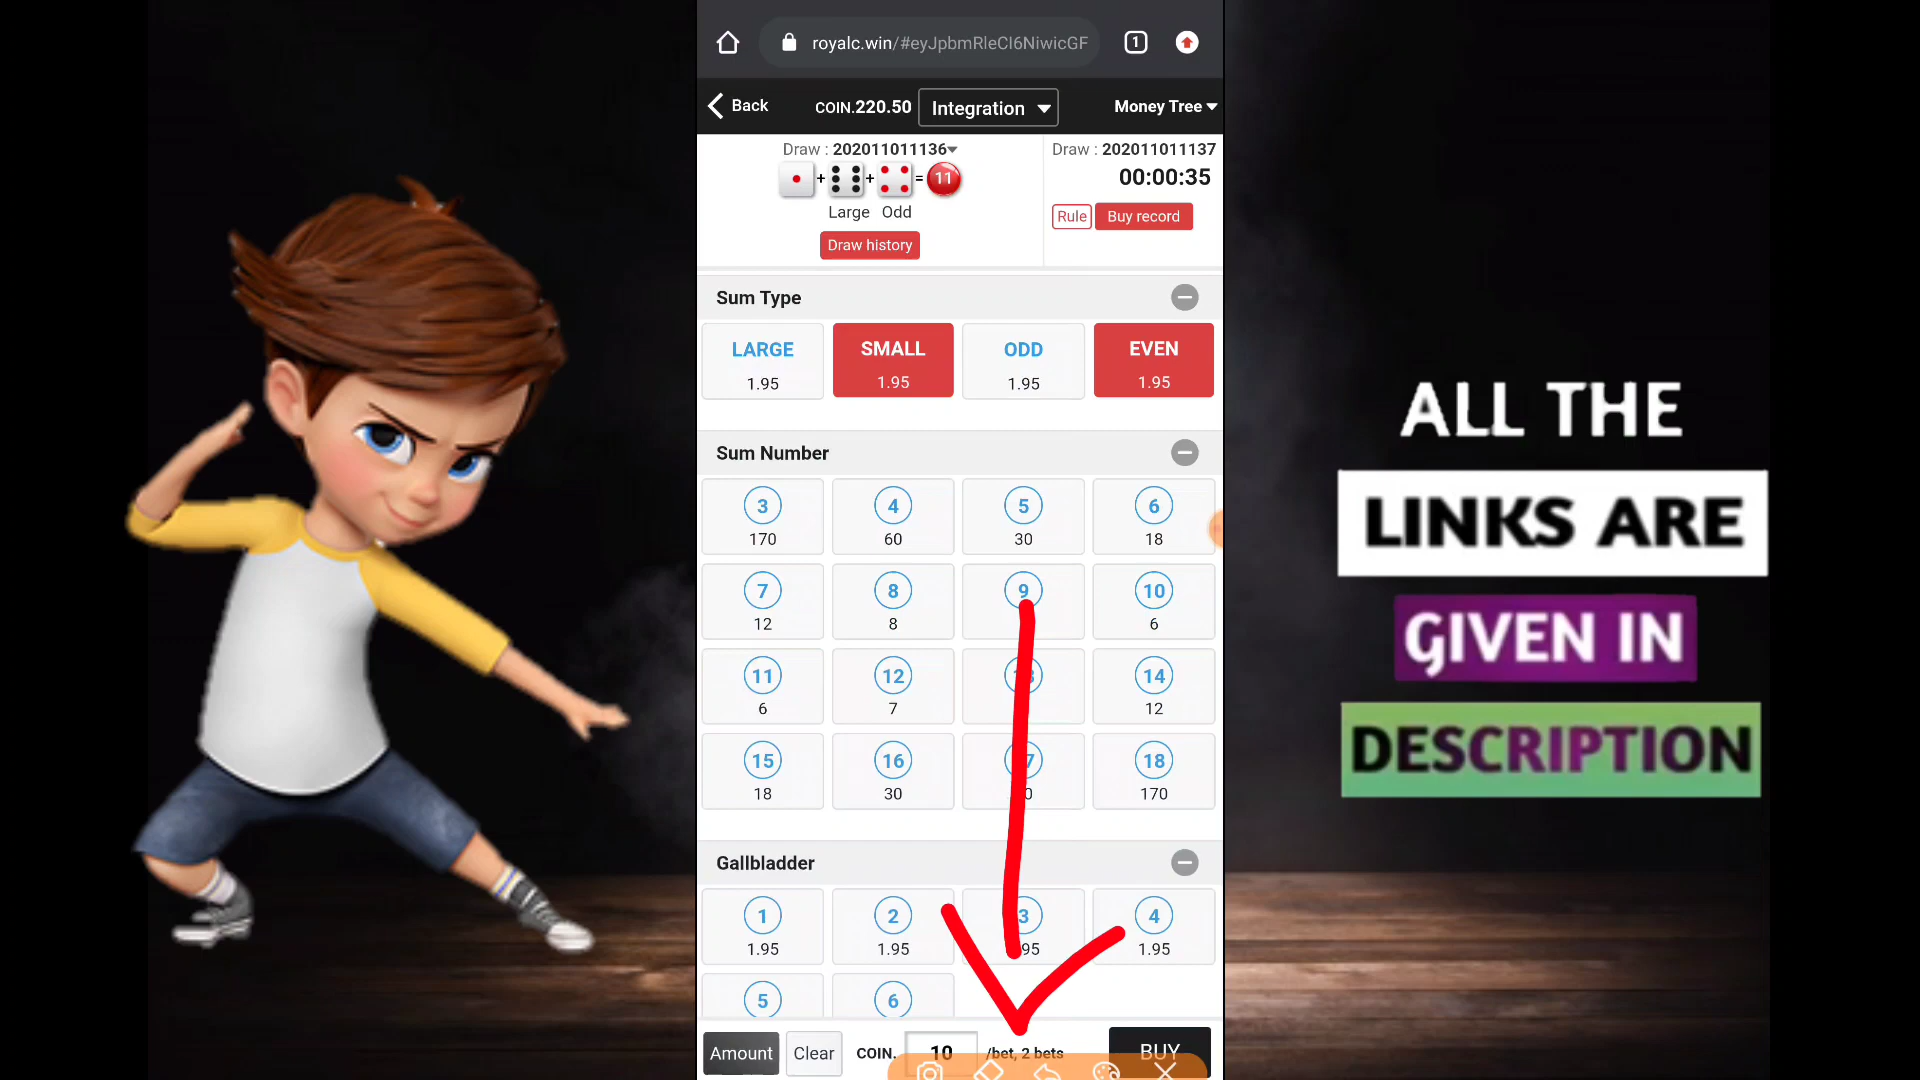 royalc.win/#eyJpbmRleCI6NiwicGF
1
Back COIN.220.50 Integration Money Tree
Draw : 202011011136
+ + = 11
Large Odd
Draw history
Draw : 202011011137
00:00:35
Rule Buy record
Sum Type
LARGE SMALL ODD EVEN
1.95 1.95 1.95 1.95
Sum Number
3 4 5 6
170 60 30 18
7 8 9 10
12 8 6
11 12 14
6 7 12
15 16 18
18 30 170
Gallbladder
1 2 3 4
1.95 1.95 1.95
5 6
Amount Clear COIN. 10 /bet, 2 bets BUY
ALL THE
LINKS ARE
GIVEN IN
DESCRIPTION